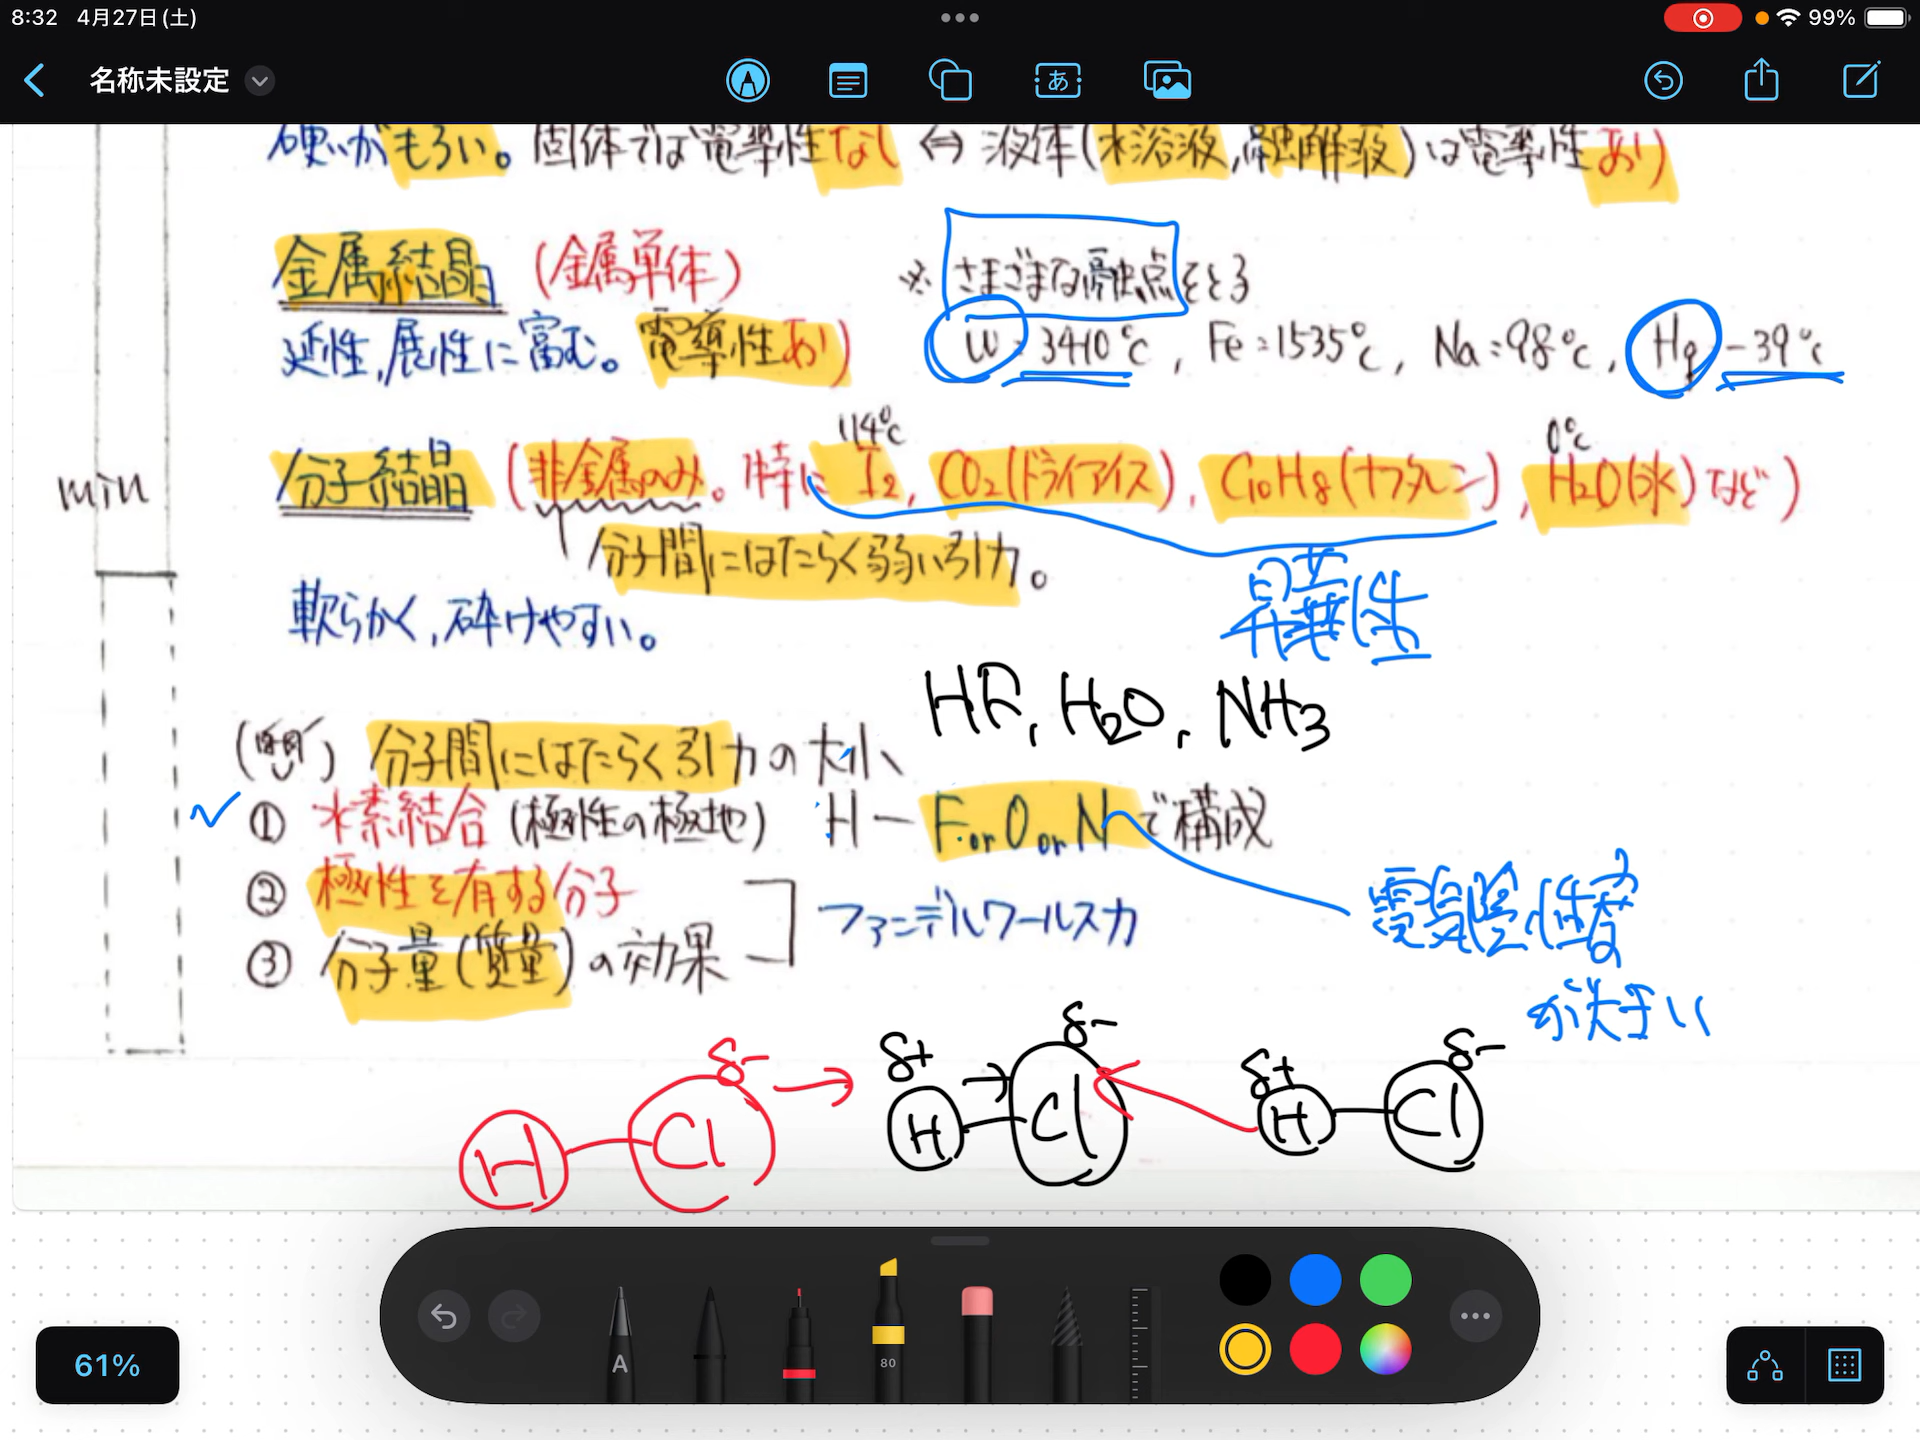 8:32 4月27日(土)
99%
名称未設定
あ
硬いがもろい。固体では電導性なし ⇔ 液体(水溶液,融解液)は電導性あり
金属結晶 (金属単体) ※ さまざまな融点をとる
延性,展性に富む。電導性あり W:3410℃, Fe:1535℃, Na:98℃, Hg-39℃
114℃ 0℃
min 分子結晶 (非金属のみ。特に I₂, CO₂(ドライアイス), C₁₀H₈(ナフタレン), H₂O(氷)など)
分子間にはたらく弱い引力。
昇華性
軟らかく,砕けやすい。
HF, H₂O, NH₃
分子間にはたらく引力の大小
① 水素結合 (極性の極地) H-F or O or N で構成
② 極性を有する分子
ファンデルワールス力
③ 分子量(質量)の効果
電気陰性度
が大きい
δ- δ+ δ- δ+ δ-
H Cl H Cl H Cl
A 80
61%